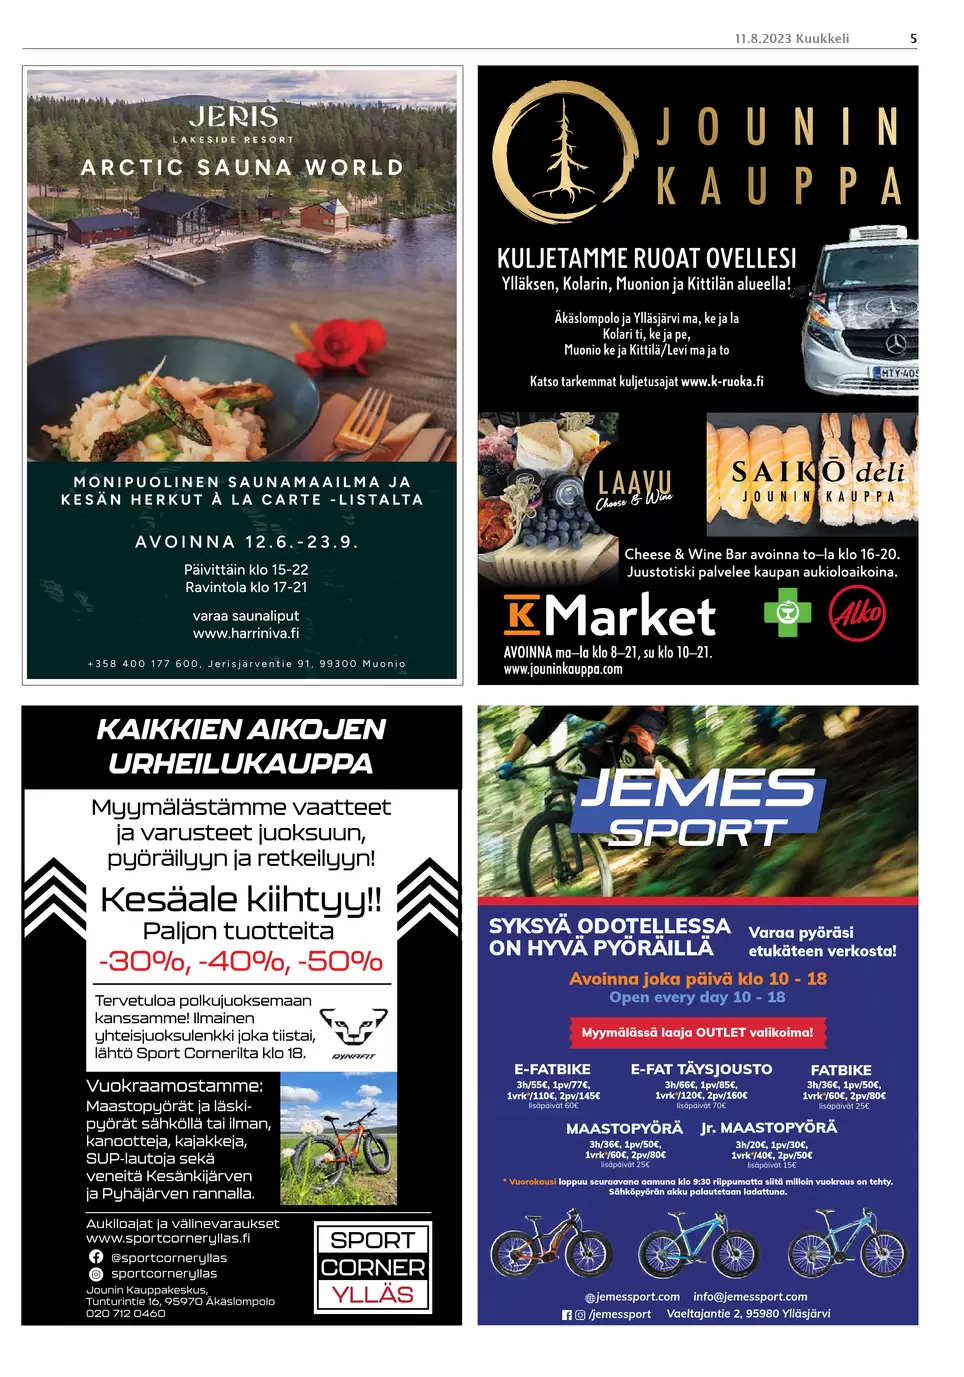 11.8.2023 Kuukkeli 5
JERIS
LAKESIDE RESORT
ARCTIC SAUNA WORLD
MONIPUOLINEN SAUNAMAAILMA JA
KESÄN HERKUT À LA CARTE -LISTALTA
AVOINNA 12.6.-23.9.
Päivittäin klo 15-22
Ravintola klo 17-21
varaa saunaliput
www.harriniva.fi
+358 400 177 600, Jerisjärventie 91, 99300 Muonio
JOUNIN
KAUPPA
KULJETAMME RUOAT OVELLESI
Ylläksen, Kolarin, Muonion ja Kittilän alueella!
Äkäslompolo ja Ylläsjärvi ma, ke ja la
Kolari ti, ke ja pe,
Muonio ke ja Kittilä/Levi ma ja to
Katso tarkemmat kuljetusajat www.k-ruoka.fi
MTY-405
LAAVU
Cheese & Wine
SAIKŌ deli
JOUNIN KAUPPA
Cheese & Wine Bar avoinna to–la klo 16-20.
Juustotiski palvelee kaupan aukioloaikoina.
K Market
Alko
AVOINNA ma–la klo 8–21, su klo 10–21.
www.jouninkauppa.com
KAIKKIEN AIKOJEN
URHEILUKAUPPA
Myymälästämme vaatteet
ja varusteet juoksuun,
pyöräilyyn ja retkeilyyn!
Kesäale kiihtyy!!
Paljon tuotteita
-30%, -40%, -50%
Tervetuloa polkujuoksemaan
kanssamme! Ilmainen
yhteisjuoksulenkki joka tiistai,
lähtö Sport Cornerilta klo 18.
DYNAFIT
Vuokraamostamme:
Maastopyörät ja läski-
pyörät sähköllä tai ilman,
kanootteja, kajakkeja,
SUP-lautoja sekä
veneitä Kesänkijärven
ja Pyhäjärven rannalla.
Aukiloajat ja välinevaraukset
www.sportcorneryllas.fi
@sportcorneryllas
sportcorneryllas
Jounin Kauppakeskus,
Tunturintie 16, 95970 Äkäslompolo
020 712 0460
SPORT
CORNER
YLLÄS
JEMES
SPORT
SYKSYÄ ODOTELLESSA
ON HYVÄ PYÖRÄILLÄ
Varaa pyöräsi
etukäteen verkosta!
Avoinna joka päivä klo 10 - 18
Open every day 10 - 18
Myymälässä laaja OUTLET valikoima!
E-FATBIKE
3h/55€, 1pv/77€,
1vrk*/110€, 2pv/145€
lisäpäivät 60€
E-FAT TÄYSJOUSTO
3h/66€, 1pv/85€,
1vrk*/120€, 2pv/160€
lisäpäivät 70€
FATBIKE
3h/36€, 1pv/50€,
1vrk*/60€, 2pv/80€
lisäpäivät 25€
MAASTOPYÖRÄ
3h/36€, 1pv/50€,
1vrk*/60€, 2pv/80€
lisäpäivät 25€
Jr. MAASTOPYÖRÄ
3h/20€, 1pv/30€,
1vrk*/40€, 2pv/50€
lisäpäivät 15€
* Vuorokausi loppuu seuraavana aamuna klo 9:30 riippumatta siitä milloin vuokraus on tehty.
Sähköpyörän akku palautetaan ladattuna.
jemessport.com info@jemessport.com
/jemessport Vaeltajantie 2, 95980 Ylläsjärvi